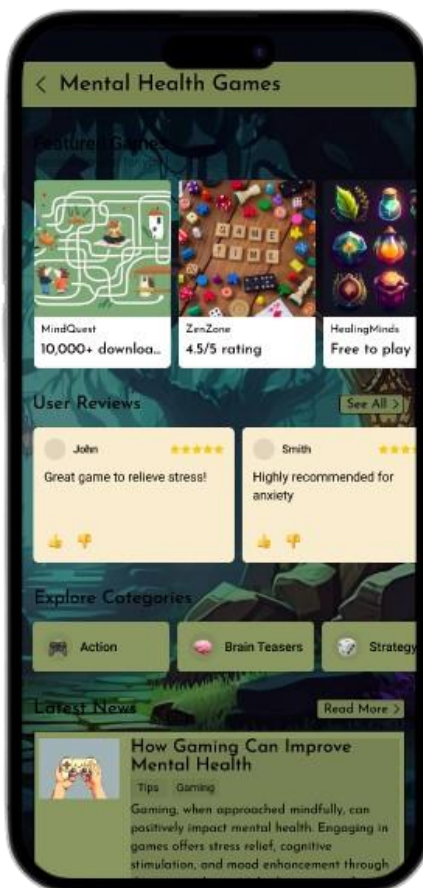 Mental Health Games
Featured Games
MindQuest
10,000+ downloa...
ZenZone
4.5/5 rating
HealingMinds
Free to play
GAME
TIME
User Reviews
See All >
John
Great game to relieve stress!
Smith
Highly recommended for
anxiety
Explore Categories
Action
Brain Teasers
Strategy
Latest News
Read More >
How Gaming Can Improve
Mental Health
Tips
Gaming
Gaming, when approached mindfully, can
positively impact mental health. Engaging in
games offers stress relief, cognitive
stimulation, and mood enhancement through